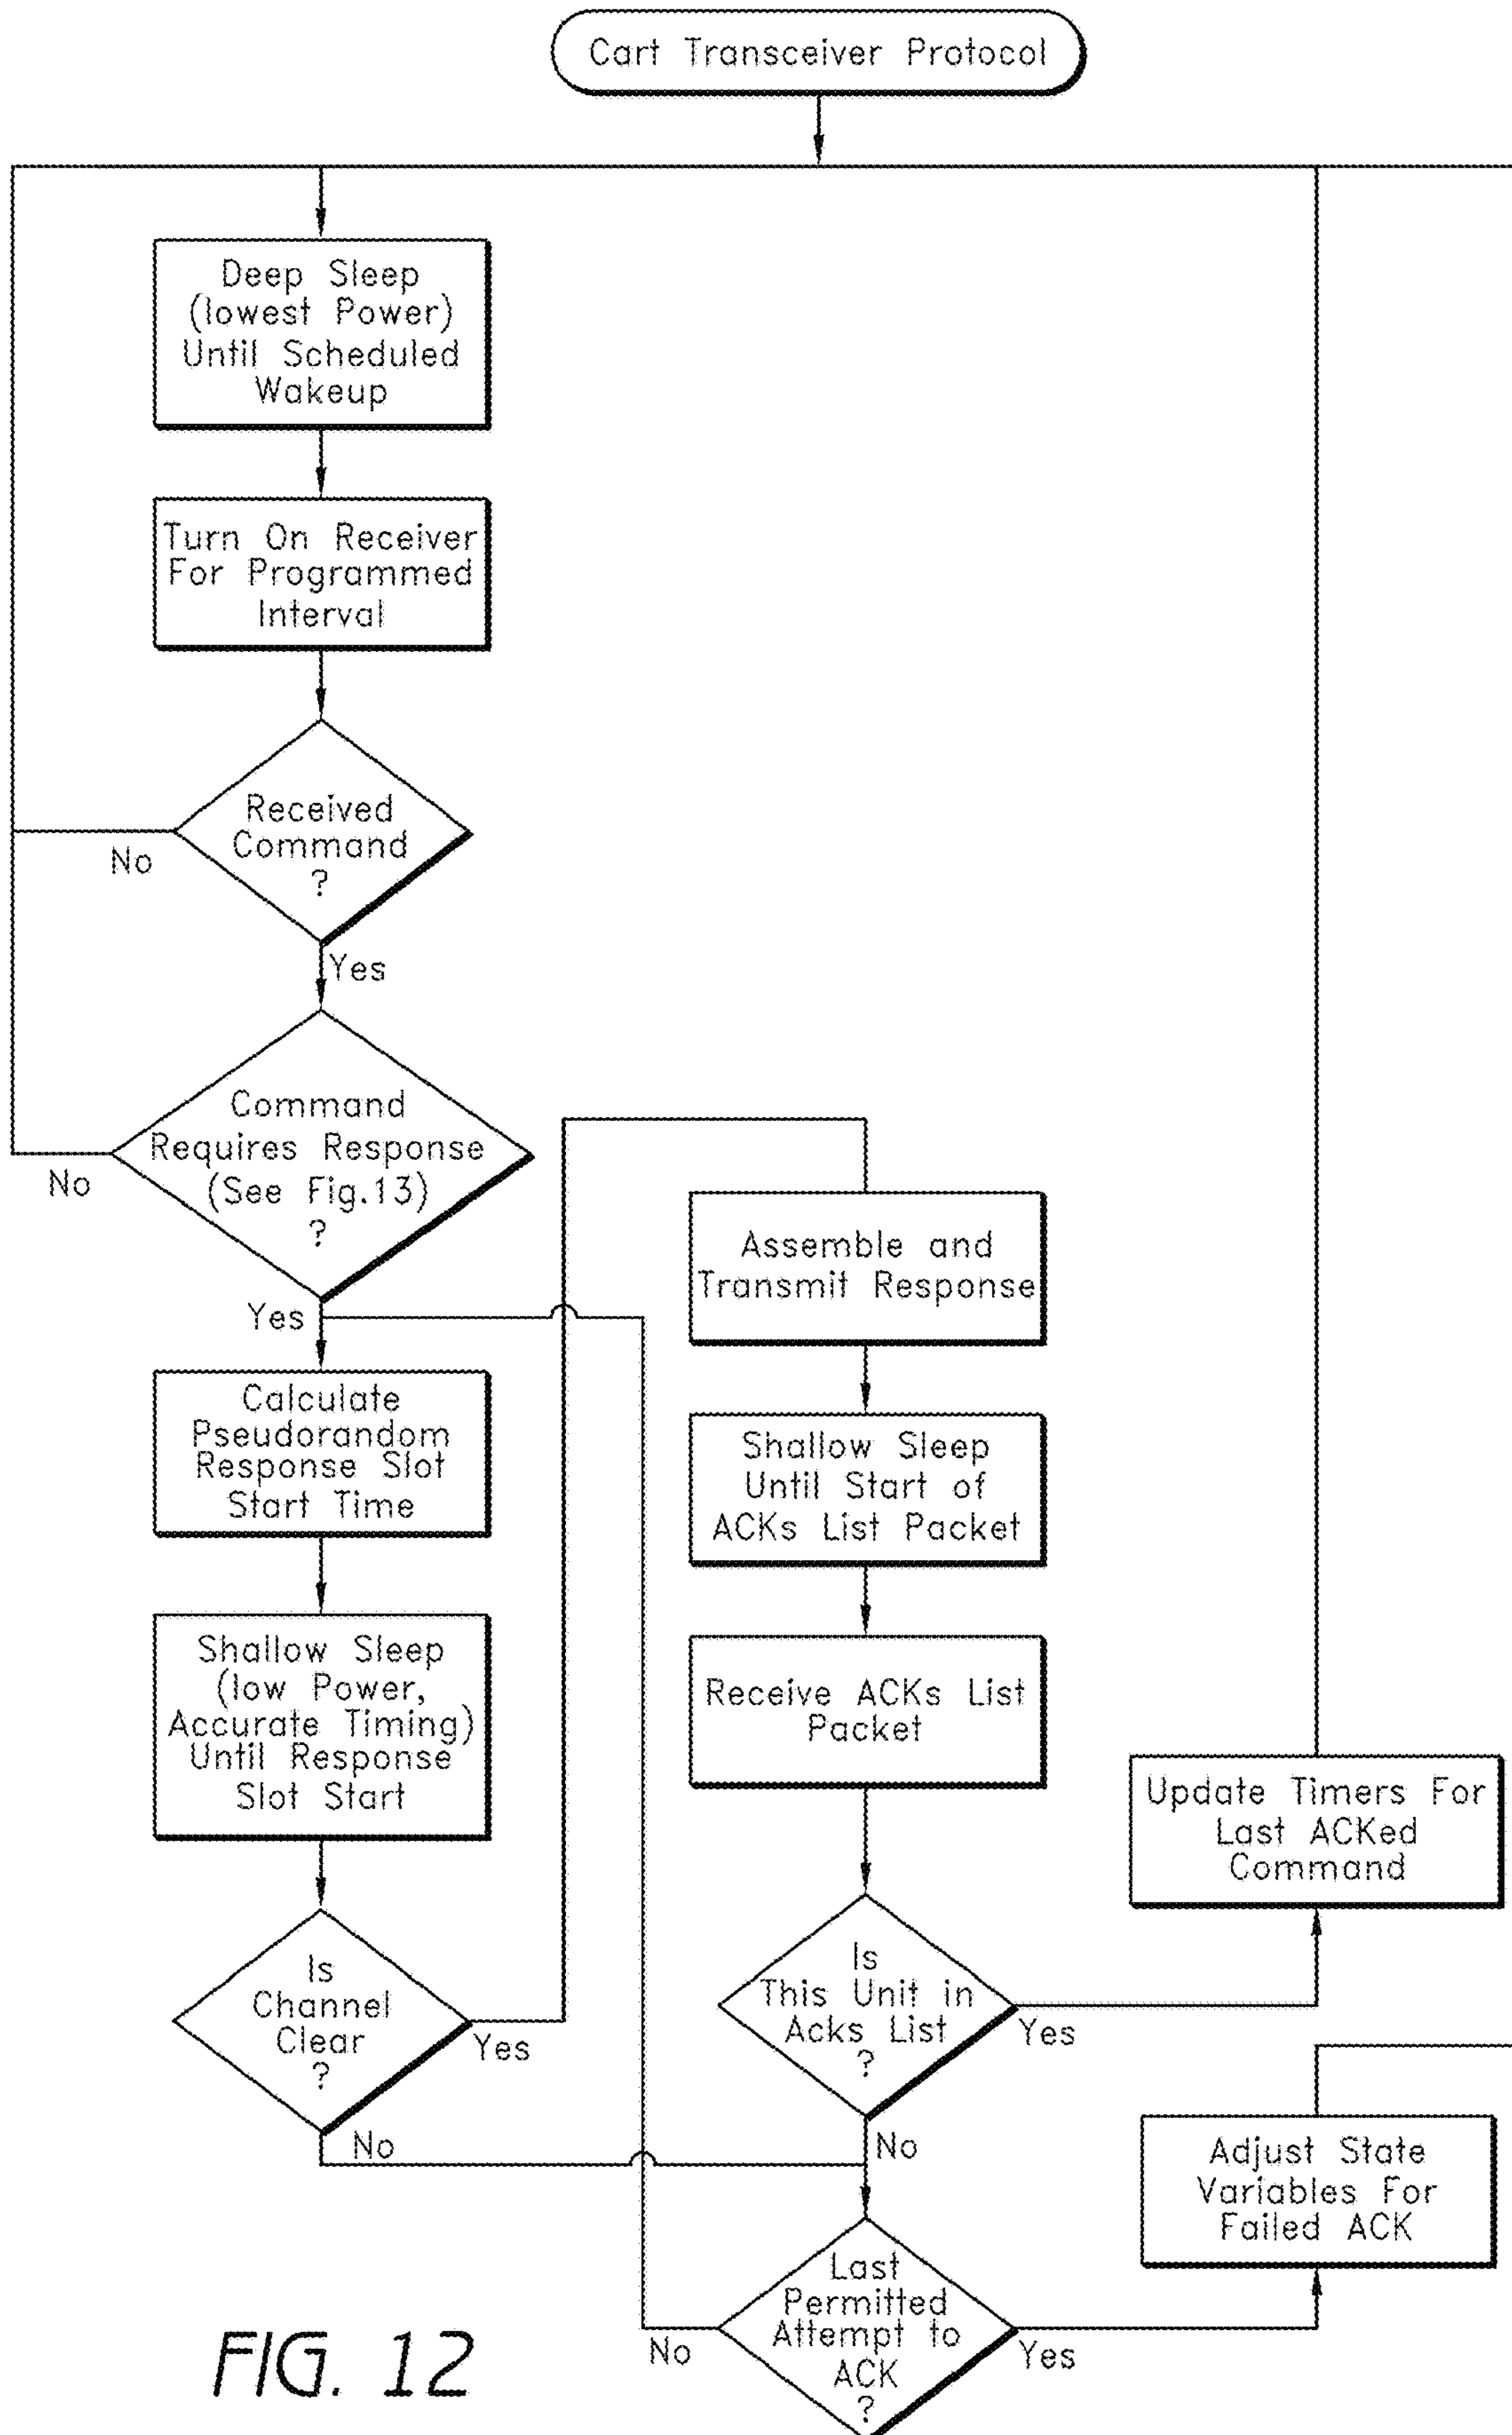 Cart Transceiver Protocol
Deep Sleep
(lowest Power)
Until Scheduled
Wakeup
Turn On Receiver
For Programmed
Interval
Received
Command
?
No
Yes
Command
Requires Response
(See Fig.13)
?
No
Yes
Calculate
Pseudorandom
Response Slot
Start Time
Shallow Sleep
(low Power,
Accurate Timing)
Until Response
Slot Start
Is
Channel
Clear
?
Yes
No
Assemble and
Transmit Response
Shallow Sleep
Until Start of
ACKs List Packet
Receive ACKs List
Packet
Is
This Unit in
Acks List
?
Yes
No
Update Timers For
Last ACKed
Command
Last
Permitted
Attempt to
ACK
?
No
Yes
Adjust State
Variables For
Failed ACK
FIG. 12